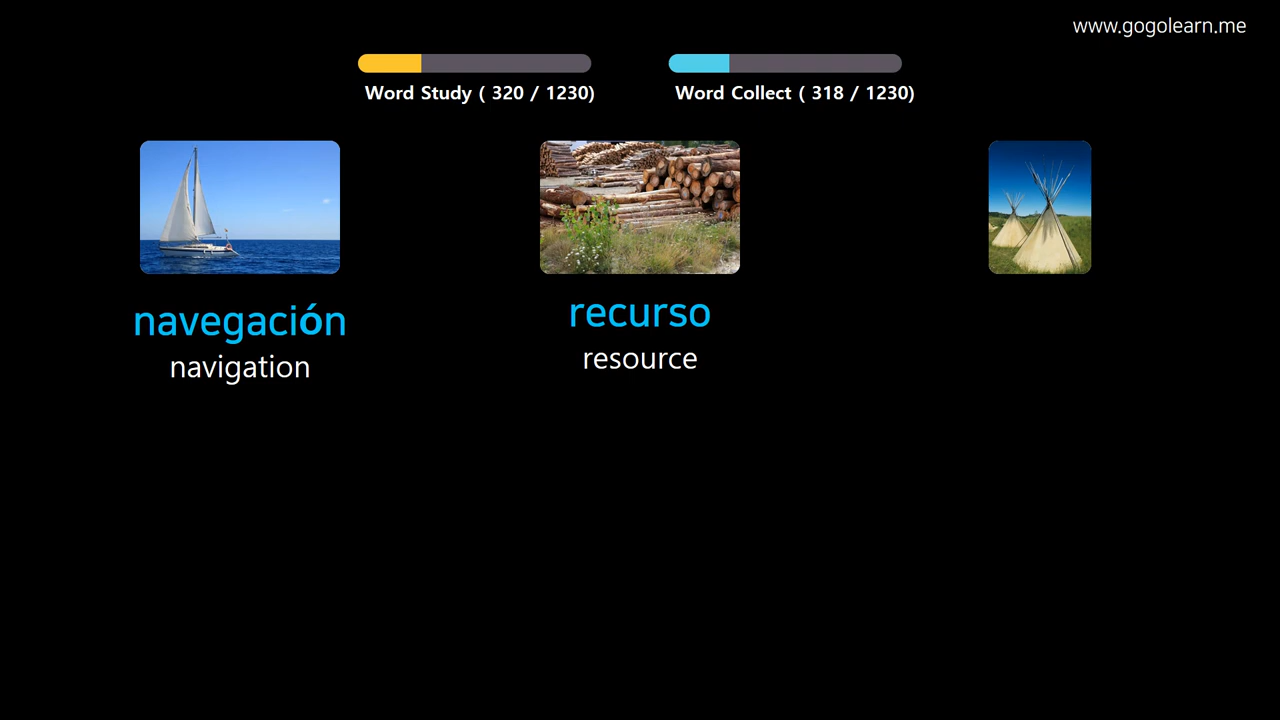 www.gogolearn.me
Word Study ( 320 / 1230)
Word Collect ( 318 / 1230)
navegación
navigation
recurso
resource